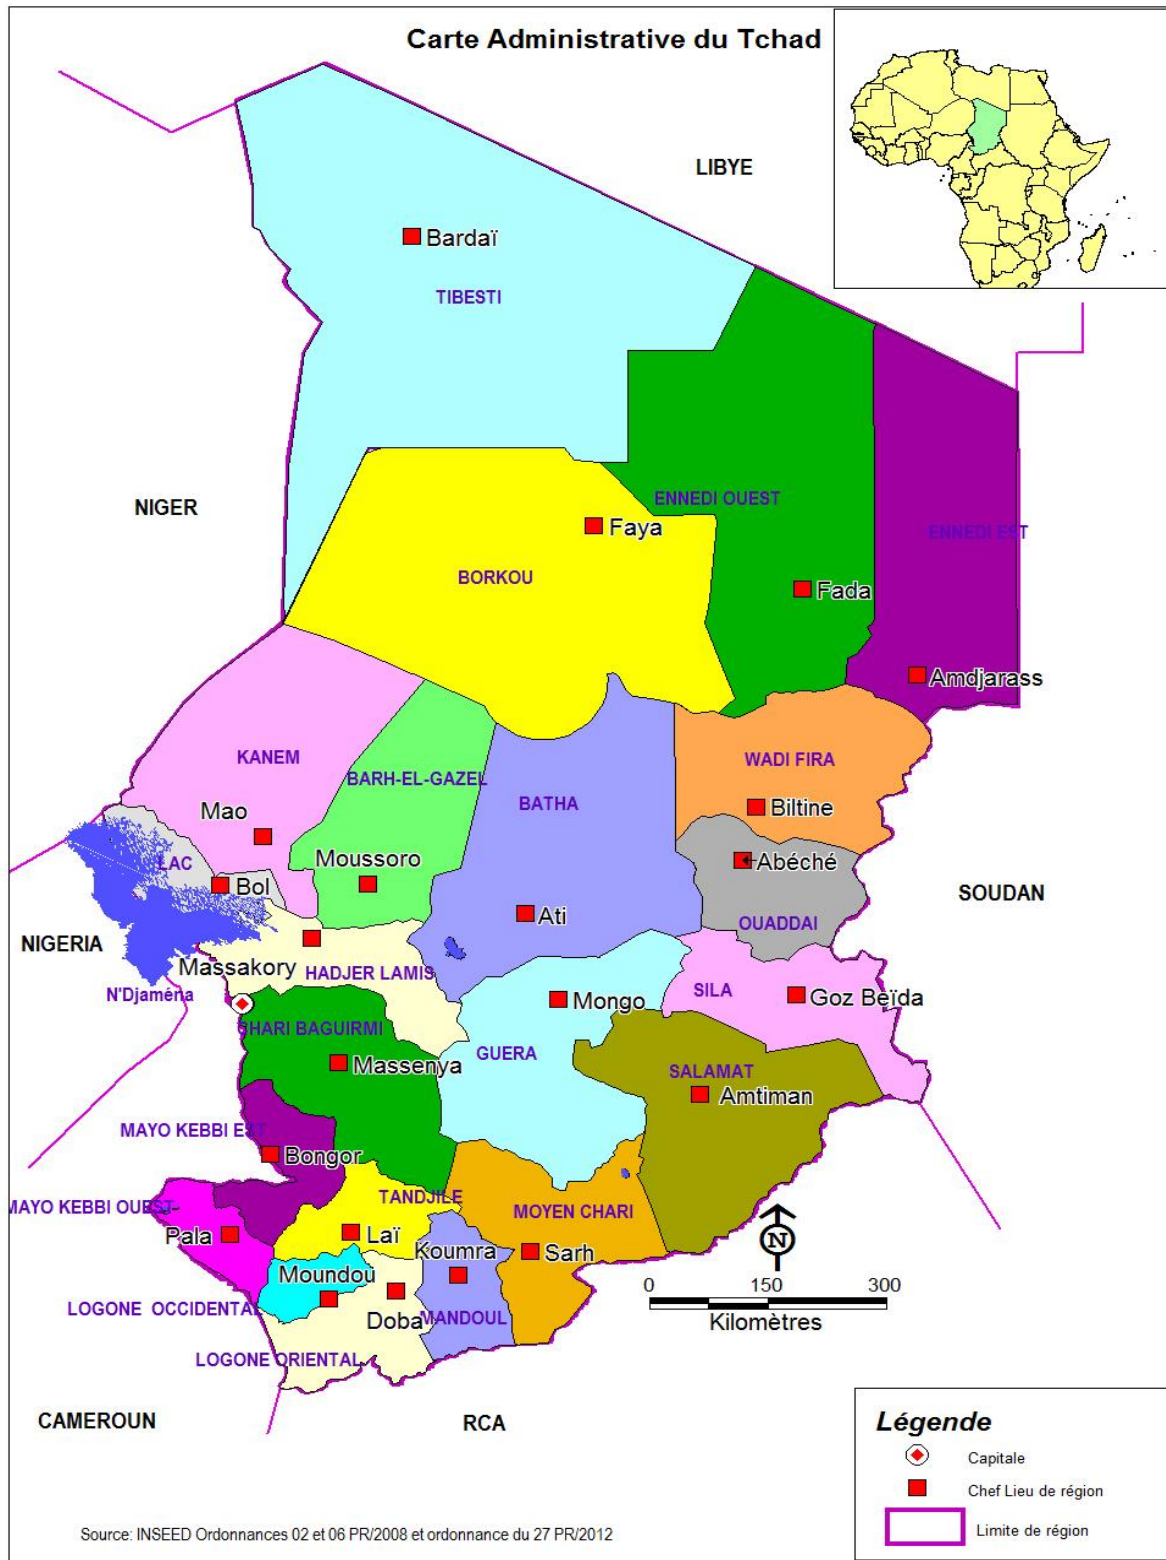 Carte Administrative du Tchad
LIBYE
Bardaï
TIBESTI
NIGER
ENNEDI OUEST
Faya
ENNEDI EST
BORKOU
Fada
Amdjarass
KANEM
WADI FIRA
BARH-EL-GAZEL
BATHA
Mao
Biltine
LAC
Moussoro
Abéché
Bol
SOUDAN
Ati
OUADDAI
NIGERIA
Massakory
HADJER LAMIS
N'Djaména
SILA
Goz Beïda
Mongo
CHARI BAGUIRMI
GUERA
Massenya
SALAMAT
Amtiman
MAYO KEBBI EST
Bongor
TANDJILE
MAYO KEBBI OUEST
MOYEN CHARI
Pala
Laï
Koumra
Sarh
N
Moundou
0 150 300
LOGONE OCCIDENTAL
Doba
MANDOUL
Kilomètres
LOGONE ORIENTAL
CAMEROUN
RCA
Légende
Capitale
Chef Lieu de région
Limite de région
Source: INSEED Ordonnances 02 et 06 PR/2008 et ordonnance du 27 PR/2012